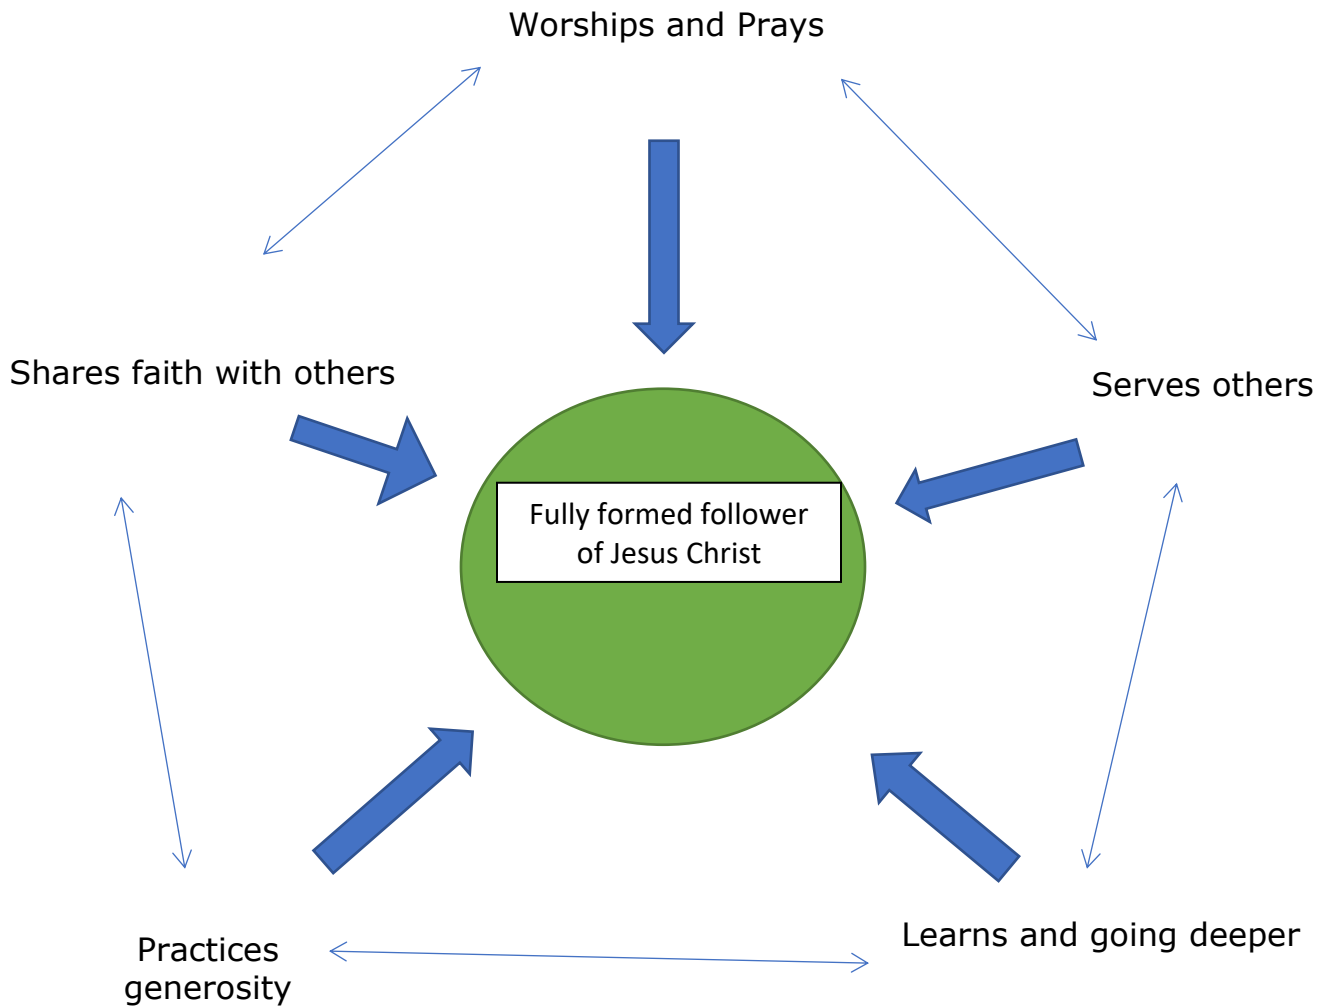 Worships and Prays
Shares faith with others
Serves others
Fully formed follower
of Jesus Christ
Learns and going deeper
Practices
generosity